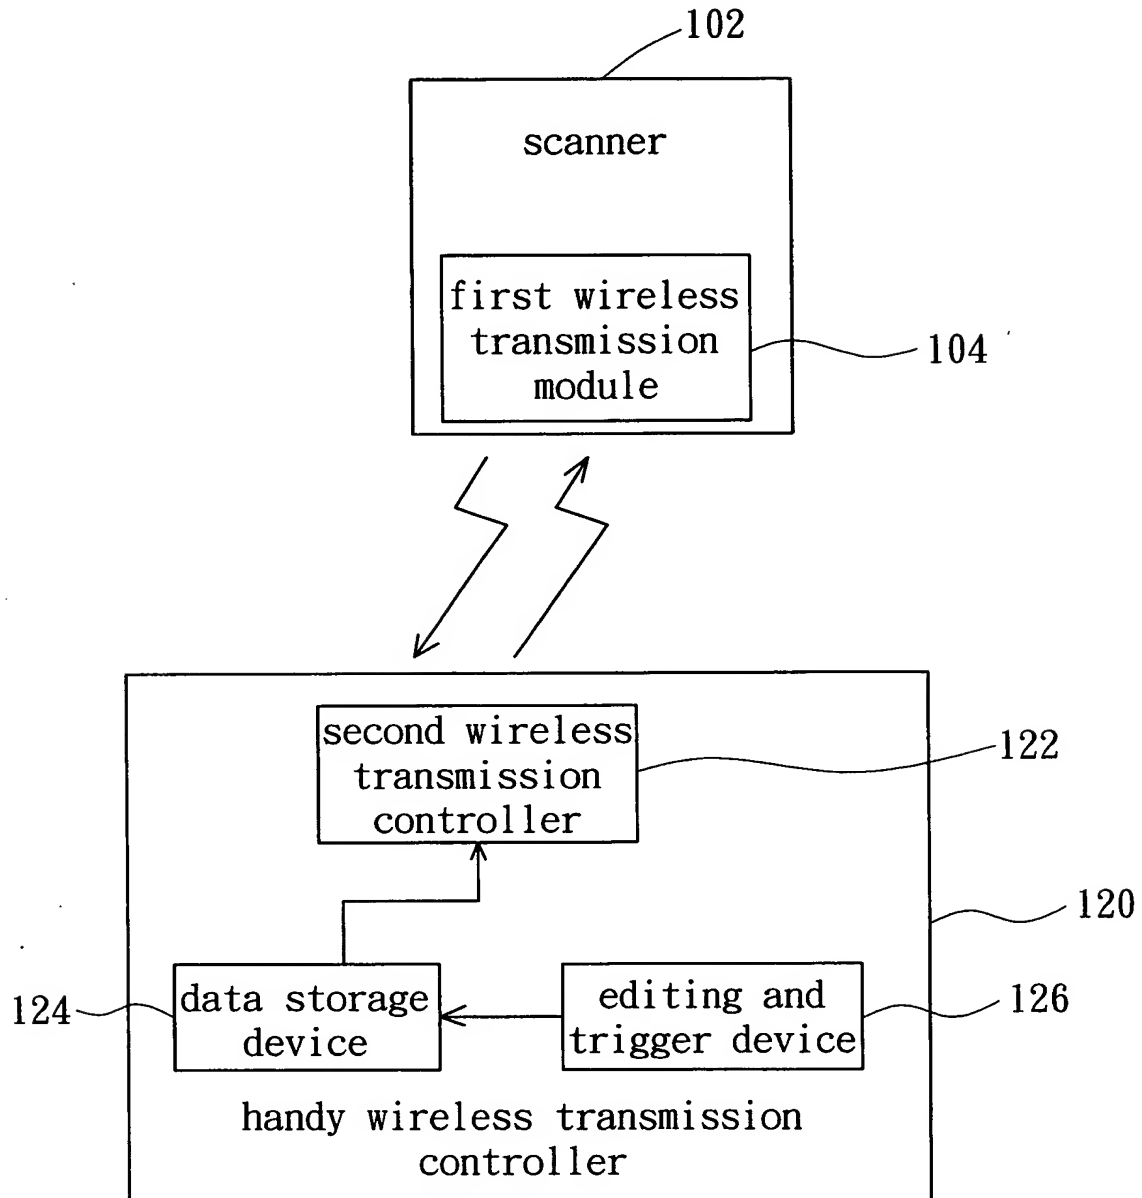 102
scanner
first wireless
transmission
module
104
second wireless
transmission
controller
122
120
data storage
device
124
editing and
trigger device
126
handy wireless transmission
controller